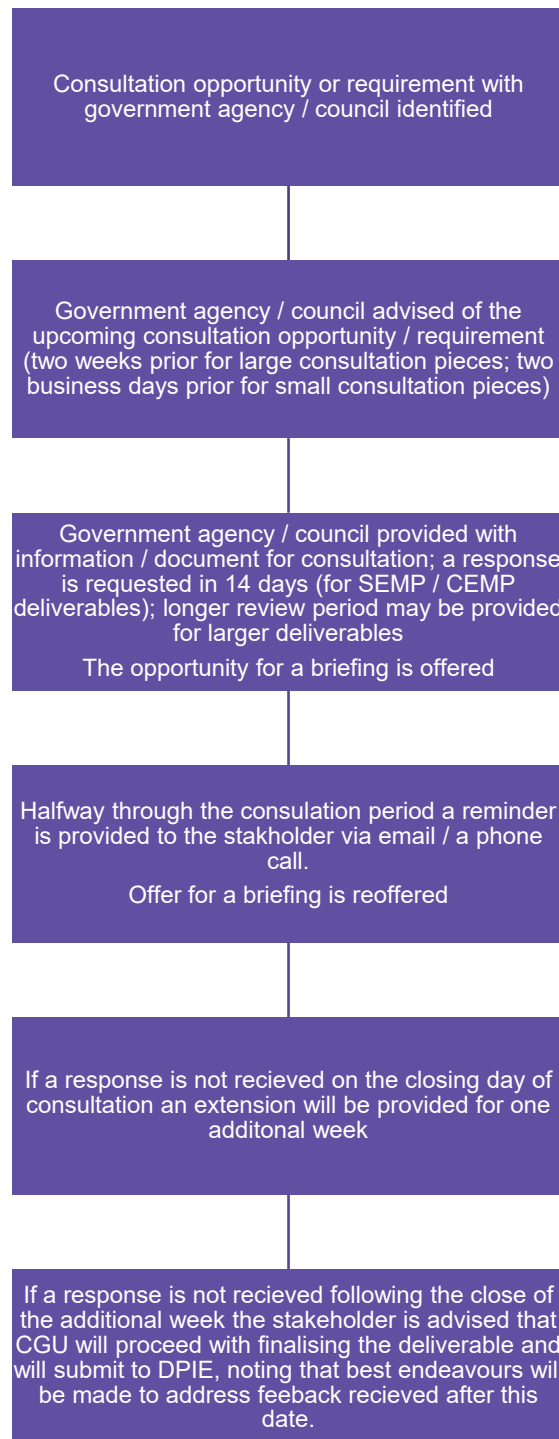 Consultation opportunity or requirement with
government agency / council identified
Government agency / council advised of the
upcoming consultation opportunity / requirement
(two weeks prior for large consultation pieces; two
business days prior for small consultation pieces)
Government agency / council provided with
information / document for consultation; a response
is requested in 14 days (for SEMP / CEMP
deliverables); longer review period may be provided
for larger deliverables
The opportunity for a briefing is offered
Halfway through the consulation period a reminder
is provided to the stakholder via email / a phone
call.
Offer for a briefing is reoffered
If a response is not recieved on the closing day of
consultation an extension will be provided for one
additonal week
If a response is not recieved following the close of
the additional week the stakeholder is advised that
CGU will proceed with finalising the deliverable and
will submit to DPIE, noting that best endeavours will
be made to address feeback recieved after this
date.